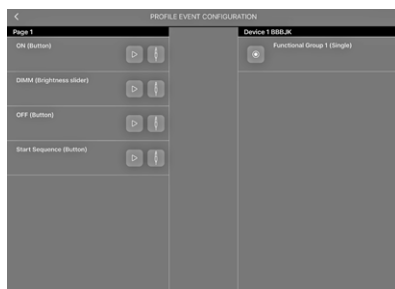 PROFILE EVENT CONFIGURATION
Page 1
Device 1 BBBJK
ON (Button)
Functional Group 1 (Single)
DIMM (Brightness slider)
OFF (Button)
Start Sequence (Button)